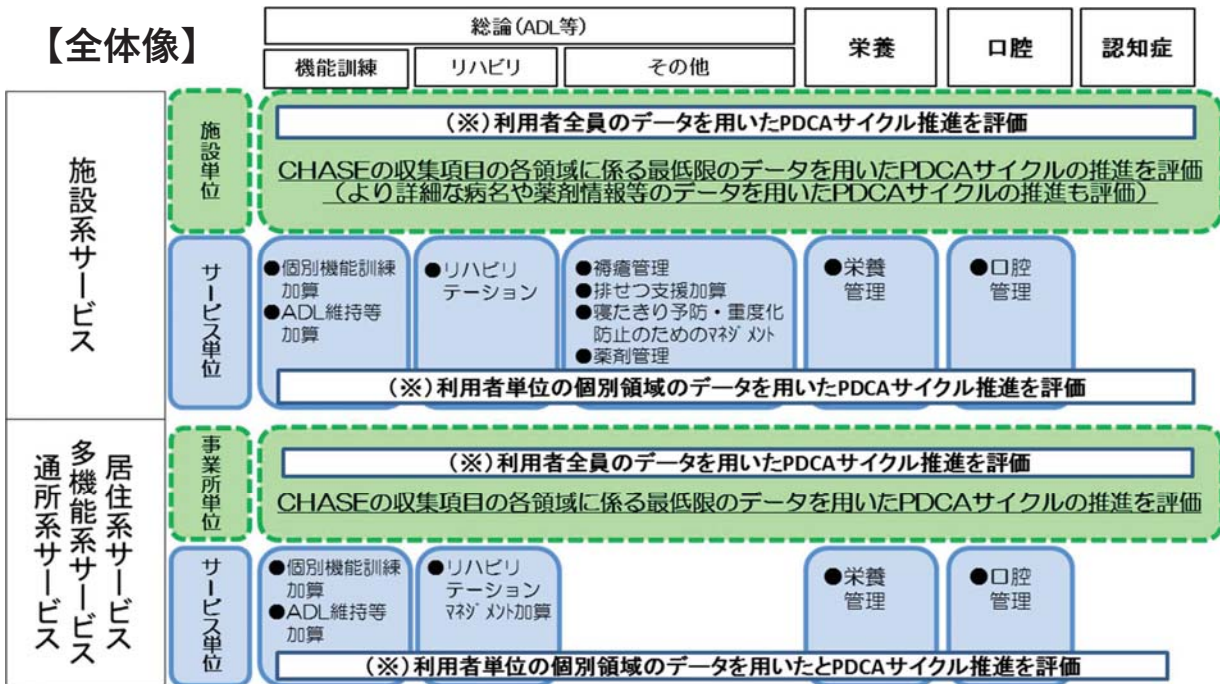 【全体像】
総論(ADL等)
機能訓練
リハビリ
その他
栄養
口腔
認知症
施設系サービス
施設単位
(※)利用者全員のデータを用いたPDCAサイクル推進を評価
CHASEの収集項目の各領域に係る最低限のデータを用いたPDCAサイクルの推進を評価
(より詳細な病名や薬剤情報等のデータを用いたPDCAサイクルの推進も評価)
サービス単位
●個別機能訓練
加算
●ADL維持等
加算
●リハビリ
テーション
●褥瘡管理
●排せつ支援加算
●寝たきり予防・重度化
防止のためのマネジメント
●薬剤管理
●栄養
管理
●口腔
管理
(※)利用者単位の個別領域のデータを用いたPDCAサイクル推進を評価
居住系サービス
多機能系サービス
通所系サービス
事業所単位
(※)利用者全員のデータを用いたPDCAサイクル推進を評価
CHASEの収集項目の各領域に係る最低限のデータを用いたPDCAサイクルの推進を評価
サービス単位
●個別機能訓練
加算
●ADL維持等
加算
●リハビリ
テーション
マネジメント加算
●栄養
管理
●口腔
管理
(※)利用者単位の個別領域のデータを用いたとPDCAサイクル推進を評価